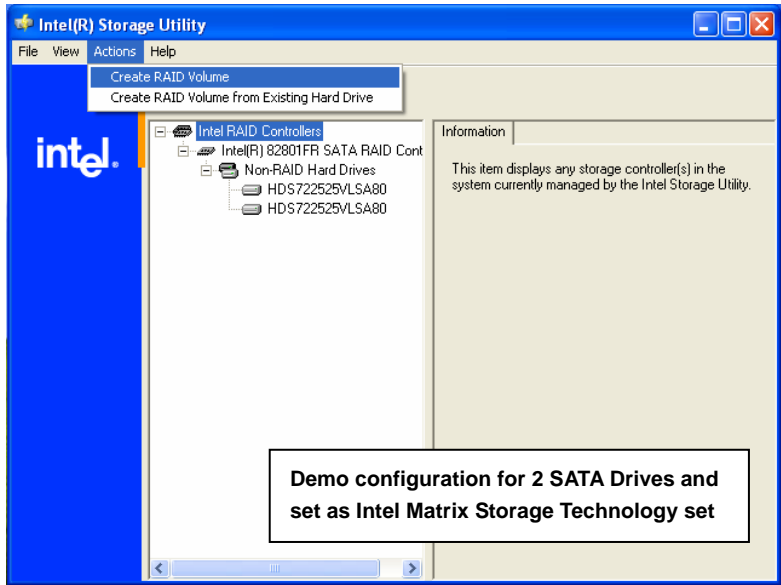 Intel(R) Storage Utility
File View Actions Help
Create RAID Volume
Create RAID Volume from Existing Hard Drive
intel.
Intel RAID Controllers
Intel(R) 82801FR SATA RAID Cont
Non-RAID Hard Drives
HDS722525VLSA80
HDS722525VLSA80
Information
This item displays any storage controller(s) in the
system currently managed by the Intel Storage Utility.
Demo configuration for 2 SATA Drives and
set as Intel Matrix Storage Technology set